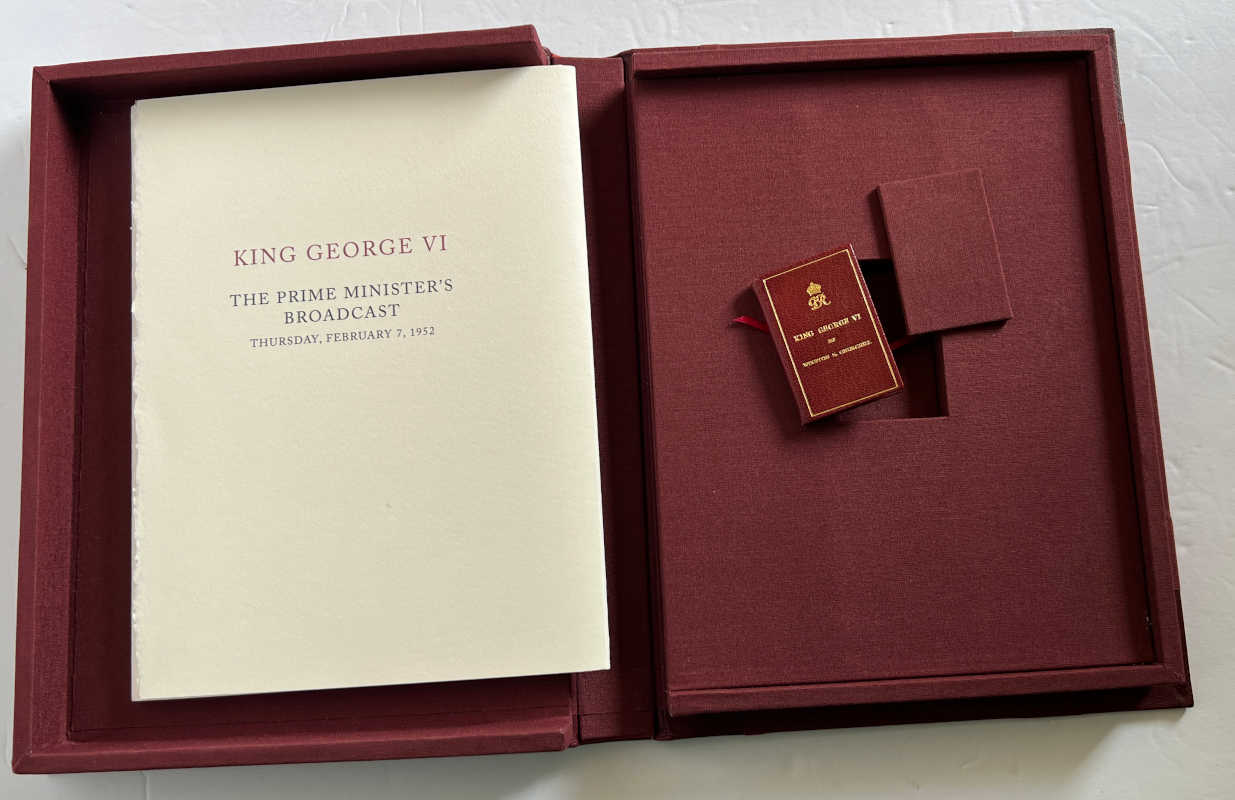 KING GEORGE VI
THE PRIME MINISTER'S
BROADCAST
THURSDAY, FEBRUARY 7, 1952
GR
KING GEORGE VI
BY
WINSTON S. CHURCHILL